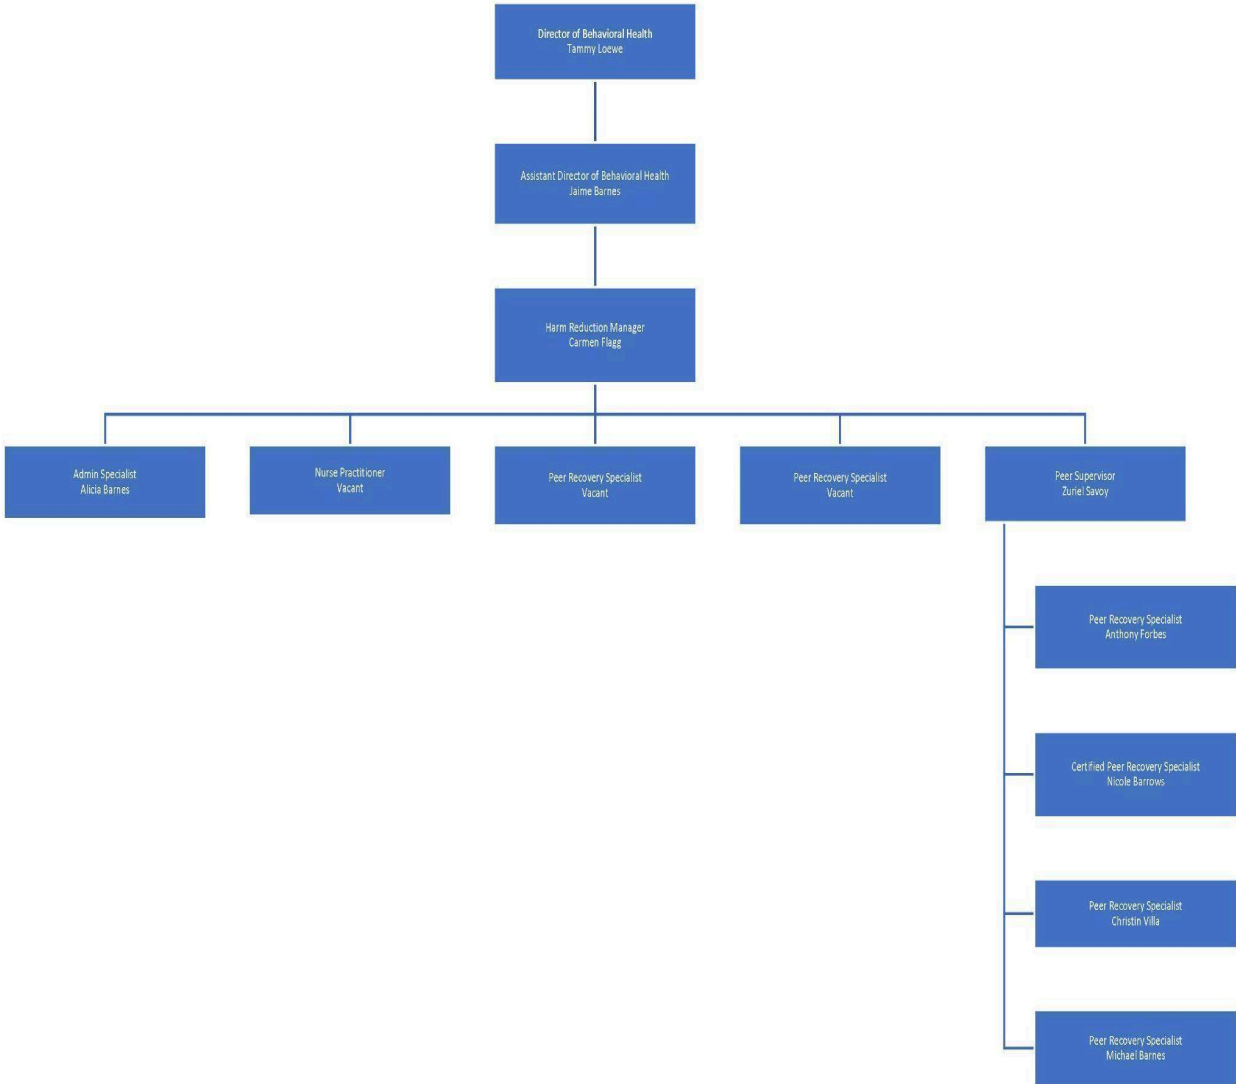 Director of Behavioral Health
Tammy Loewe
Assistant Director of Behavioral Health
Jaime Barnes
Harm Reduction Manager
Carmen Flagg
Admin Specialist
Alicia Barnes
Nurse Practitioner
Vacant
Peer Recovery Specialist
Vacant
Peer Recovery Specialist
Vacant
Peer Supervisor
Zuriel Savoy
Peer Recovery Specialist
Anthony Forbes
Certified Peer Recovery Specialist
Nicole Barrows
Peer Recovery Specialist
Christin Villa
Peer Recovery Specialist
Michael Barnes